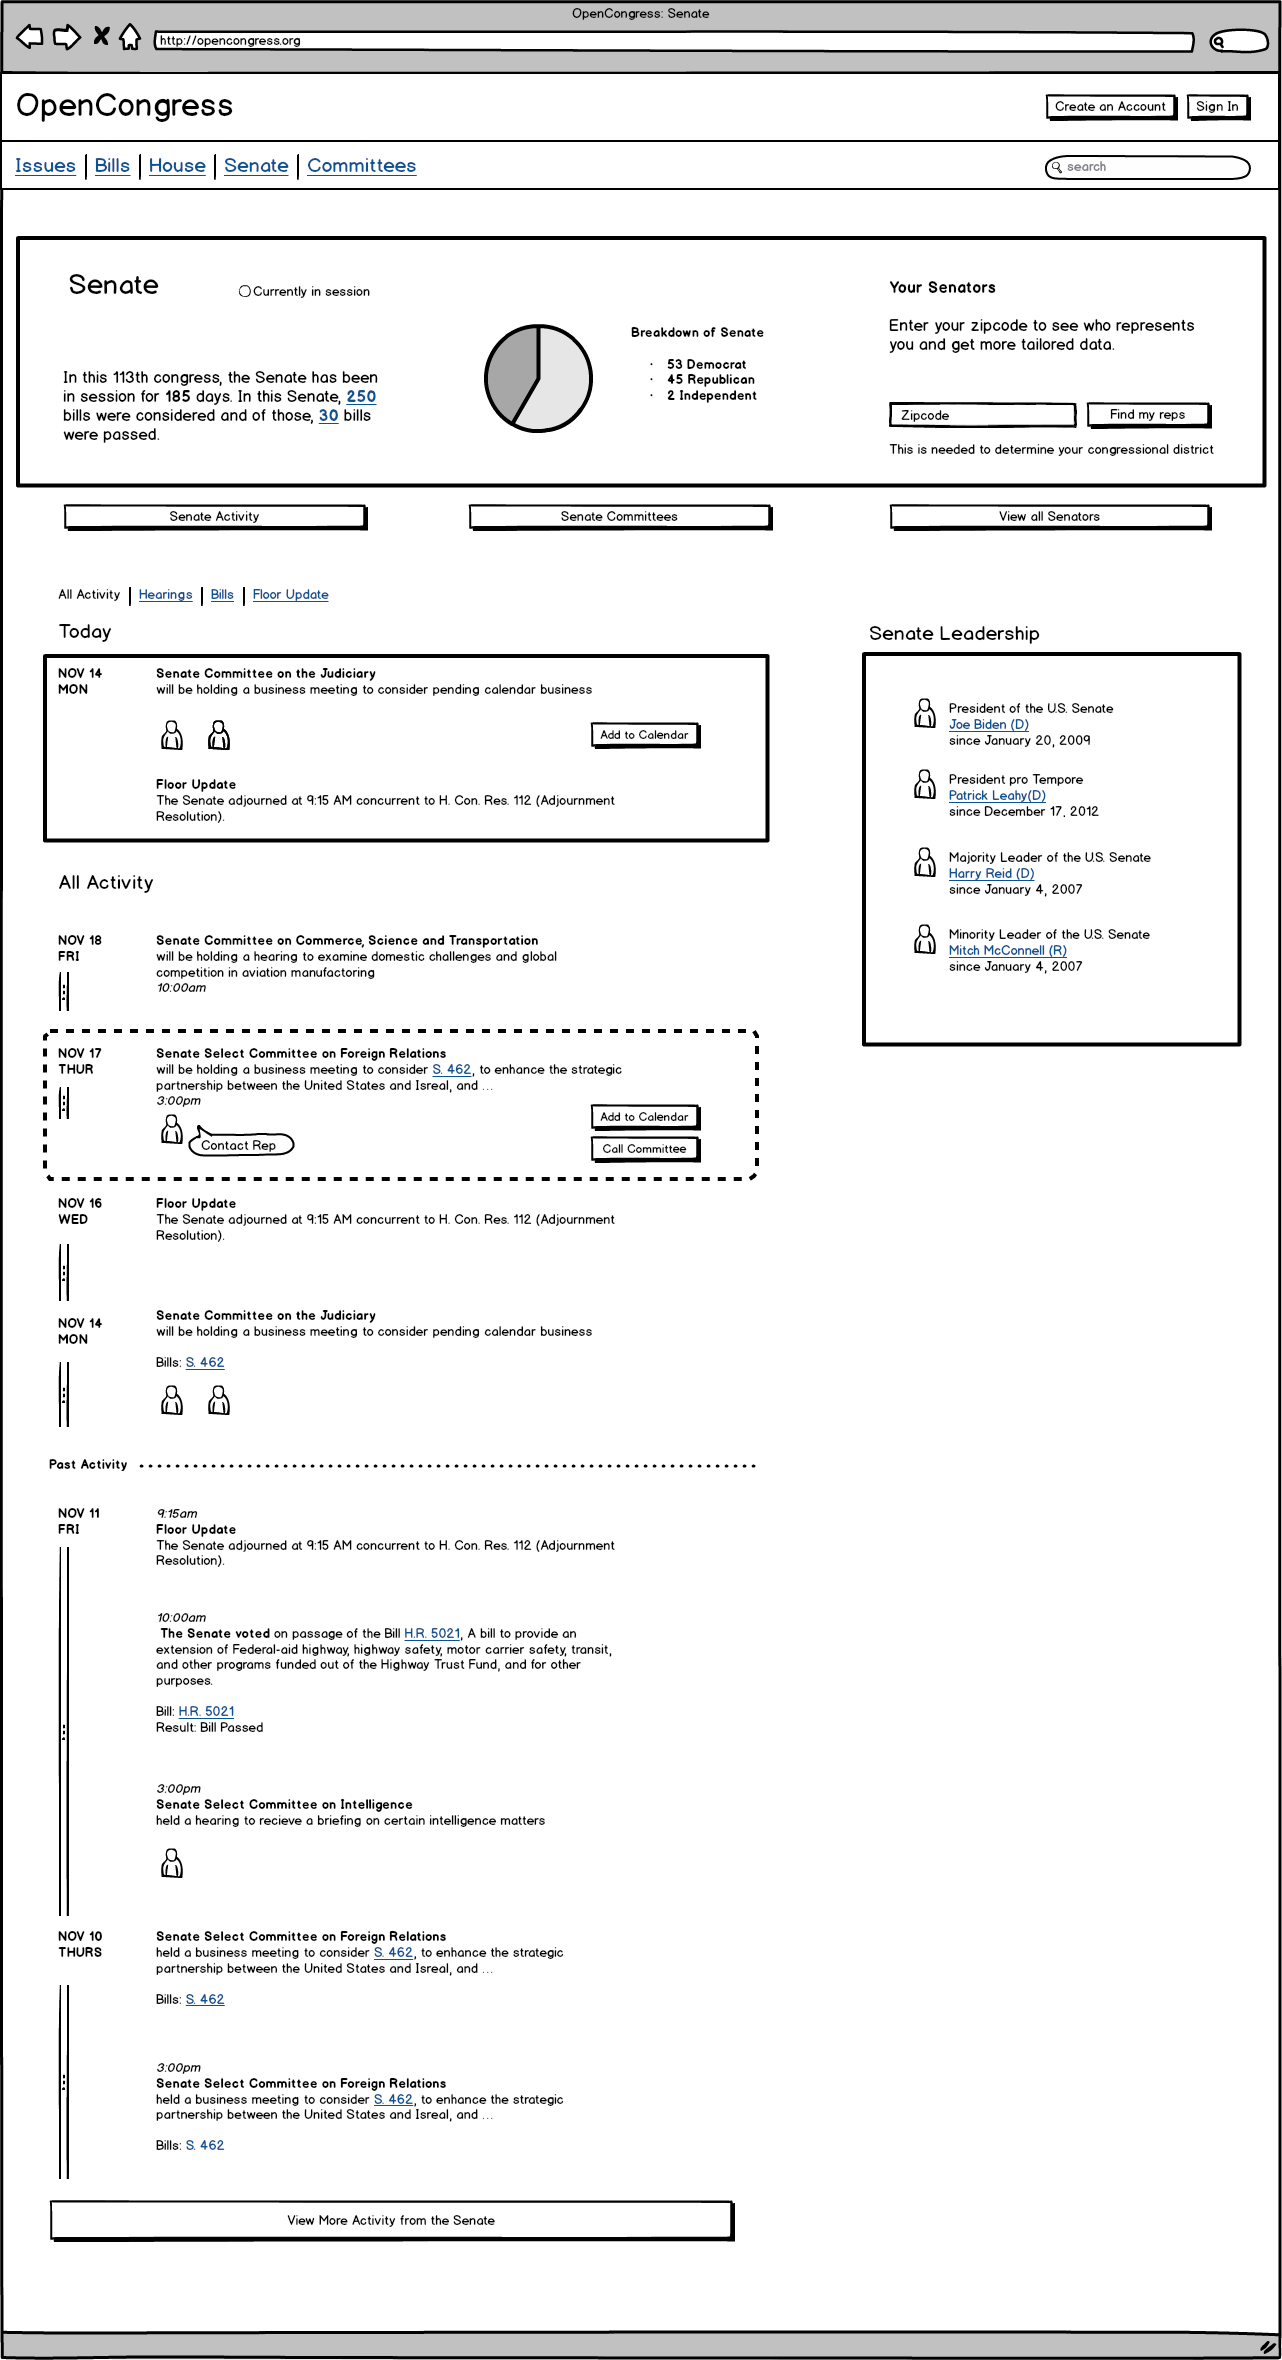 OpenCongress: Senate
http://opencongress.org
OpenCongress
Create an Account
Sign In
Issues
Bills
House
Senate
Committees
search
Senate
Currently in session
In this 113th congress, the Senate has been
in session for 185 days. In this Senate, 250
bills were considered and of those, 30 bills
were passed.
Breakdown of Senate
· 53 Democrat
· 45 Republican
· 2 Independent
Your Senators
Enter your zipcode to see who represents
you and get more tailored data.
Zipcode
Find my reps
This is needed to determine your congressional district
Senate Activity
Senate Committees
View all Senators
All Activity
Hearings
Bills
Floor Update
Today
NOV 14
MON
Senate Committee on the Judiciary
will be holding a business meeting to consider pending calendar business
Add to Calendar
Floor Update
The Senate adjourned at 9:15 AM concurrent to H. Con. Res. 112 (Adjournment
Resolution).
Senate Leadership
President of the U.S. Senate
Joe Biden (D)
since January 20, 2009
President pro Tempore
Patrick Leahy(D)
since December 17, 2012
Majority Leader of the U.S. Senate
Harry Reid (D)
since January 4, 2007
Minority Leader of the U.S. Senate
Mitch McConnell (R)
since January 4, 2007
All Activity
NOV 18
FRI
Senate Committee on Commerce, Science and Transportation
will be holding a hearing to examine domestic challenges and global
competition in aviation manufactoring
10:00am
NOV 17
THUR
Senate Select Committee on Foreign Relations
will be holding a business meeting to consider S. 462, to enhance the strategic
partnership between the United States and Isreal, and ...
3:00pm
Contact Rep
Add to Calendar
Call Committee
NOV 16
WED
Floor Update
The Senate adjourned at 9:15 AM concurrent to H. Con. Res. 112 (Adjournment
Resolution).
NOV 14
MON
Senate Committee on the Judiciary
will be holding a business meeting to consider pending calendar business
Bills: S. 462
Past Activity
NOV 11
FRI
9:15am
Floor Update
The Senate adjourned at 9:15 AM concurrent to H. Con. Res. 112 (Adjournment
Resolution).
10:00am
The Senate voted on passage of the Bill H.R. 5021, A bill to provide an
extension of Federal-aid highway, highway safety, motor carrier safety, transit,
and other programs funded out of the Highway Trust Fund, and for other
purposes.
Bill: H.R. 5021
Result: Bill Passed
3:00pm
Senate Select Committee on Intelligence
held a hearing to recieve a briefing on certain intelligence matters
NOV 10
THURS
Senate Select Committee on Foreign Relations
held a business meeting to consider S. 462, to enhance the strategic
partnership between the United States and Isreal, and ...
Bills: S. 462
3:00pm
Senate Select Committee on Foreign Relations
held a business meeting to consider S. 462, to enhance the strategic
partnership between the United States and Isreal, and ...
Bills: S. 462
View More Activity from the Senate